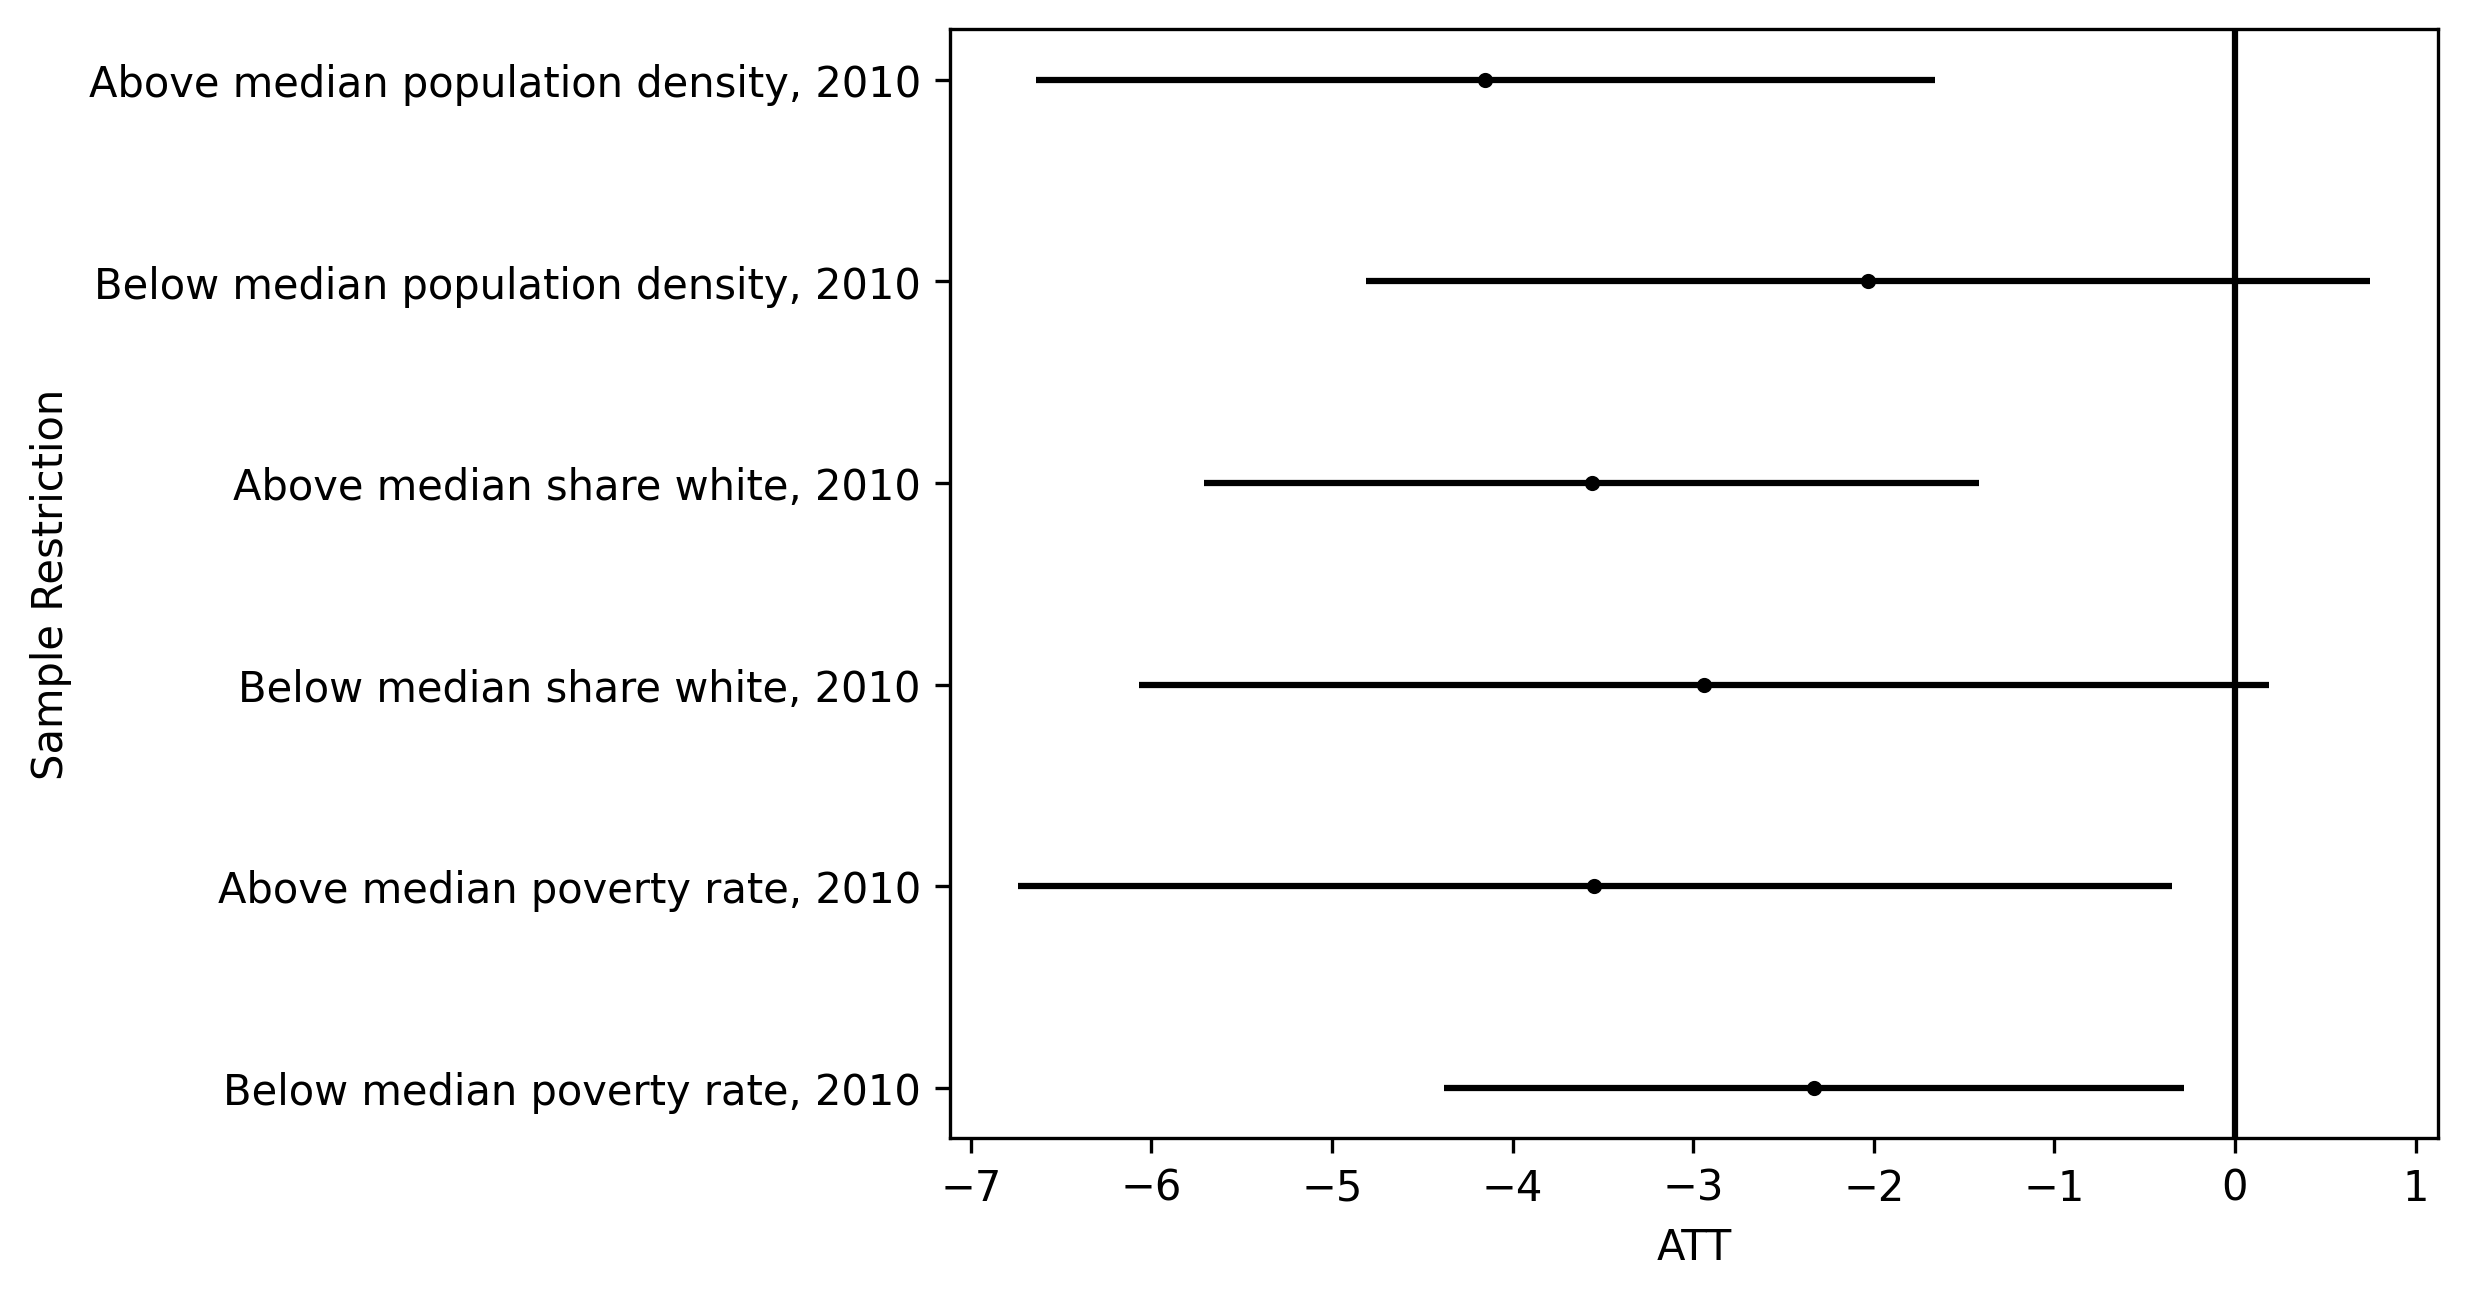 Above median population density, 2010
Below median population density, 2010
Above median share white, 2010
Below median share white, 2010
Above median poverty rate, 2010
Below median poverty rate, 2010
Sample Restriction
−7 −6 −5 −4 −3 −2 −1 0 1
ATT